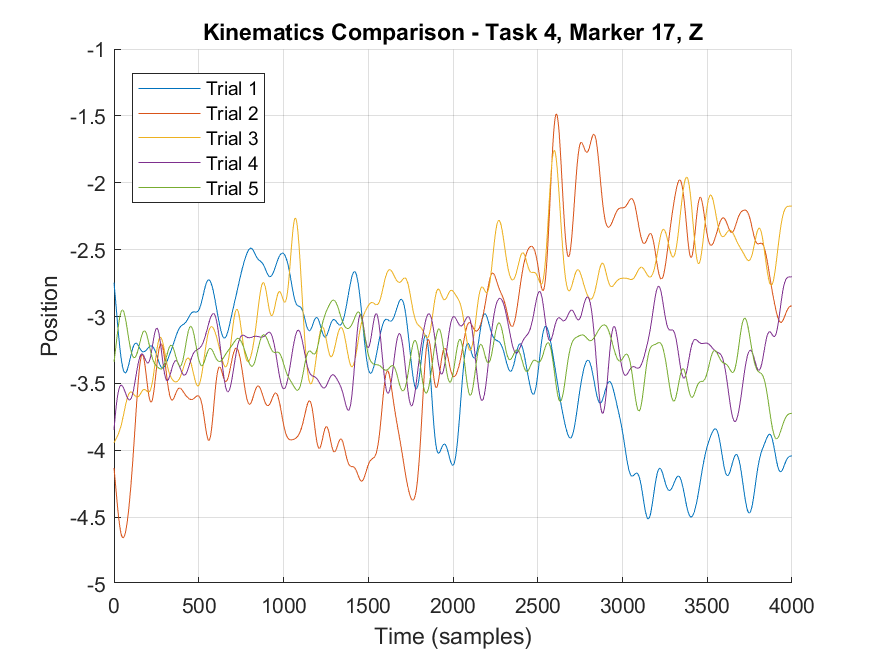 Kinematics Comparison - Task 4, Marker 17, Z
-1
-1.5
-2
-2.5
-3
-3.5
-4
-4.5
-5
Position
Trial 1
Trial 2
Trial 3
Trial 4
Trial 5
0 500 1000 1500 2000 2500 3000 3500 4000
Time (samples)